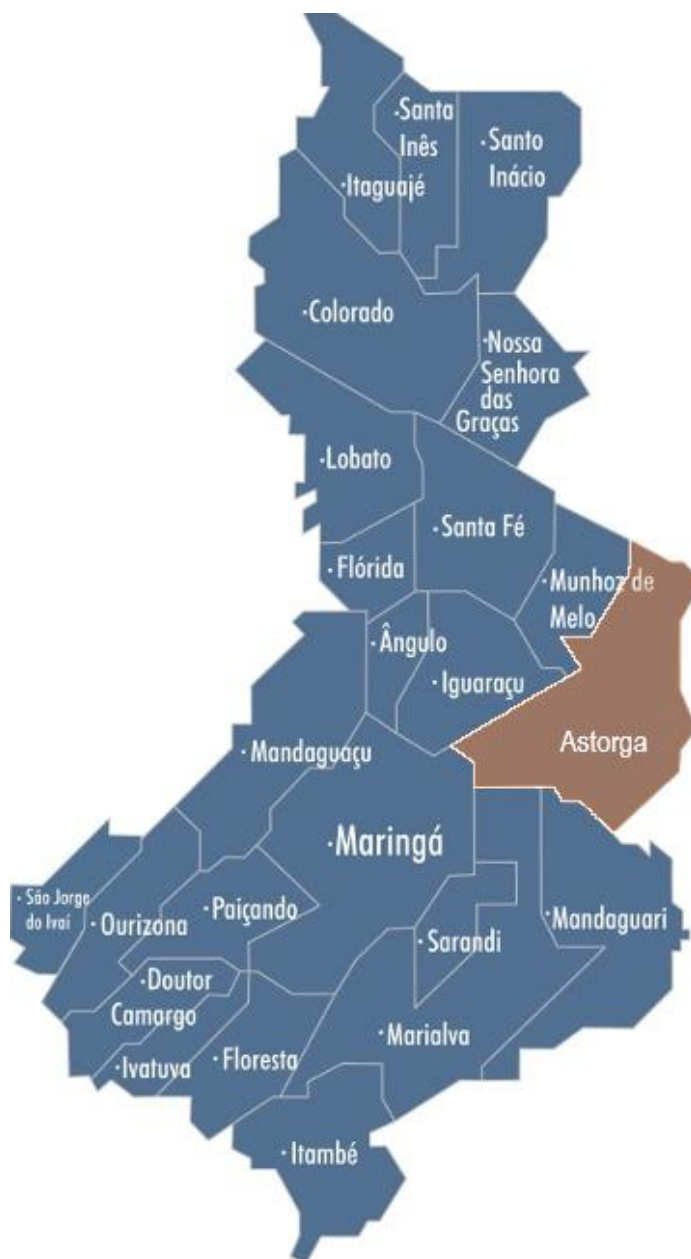 ·Santa
Inês
·Santo
Inácio
·Itaguajé
·Colorado
·Nossa
Senhora
das
Graças
·Lobato
·Santa Fé
·Flórida
·Munhoz de
Melo
·Ângulo
·Iguaraçu
Astorga
·Mandaguaçu
·Maringá
·São Jorge
do Ivaí
·Ourizona
·Paiçando
·Sarandi
·Mandaguari
·Doutor
Camargo
·Marialva
·Ivatuva
·Floresta
·Itambé